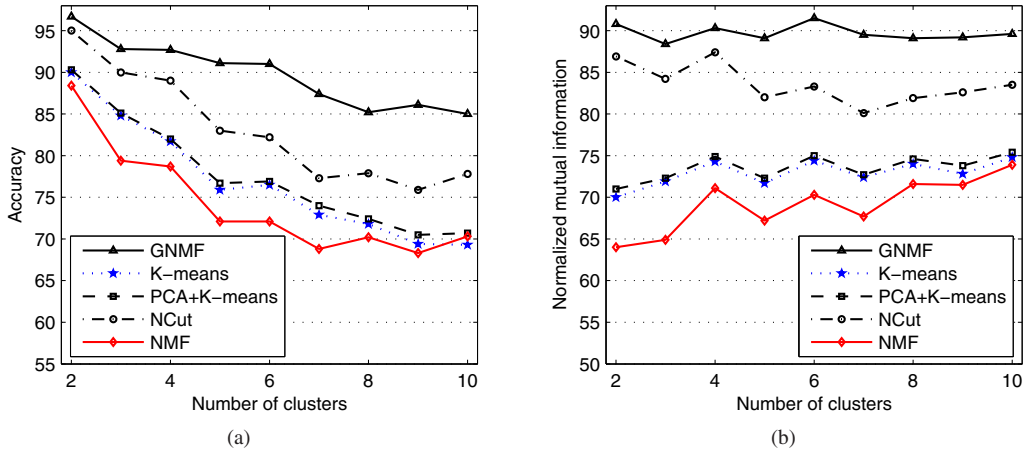 95
90
85
80
75
70
65
60
55
Accuracy
GNMF
K−means
PCA+K−means
NCut
NMF
2 4 6 8 10
Number of clusters
(a)
90
85
80
75
70
65
60
55
50
Normalized mutual information
GNMF
K−means
PCA+K−means
NCut
NMF
2 4 6 8 10
Number of clusters
(b)